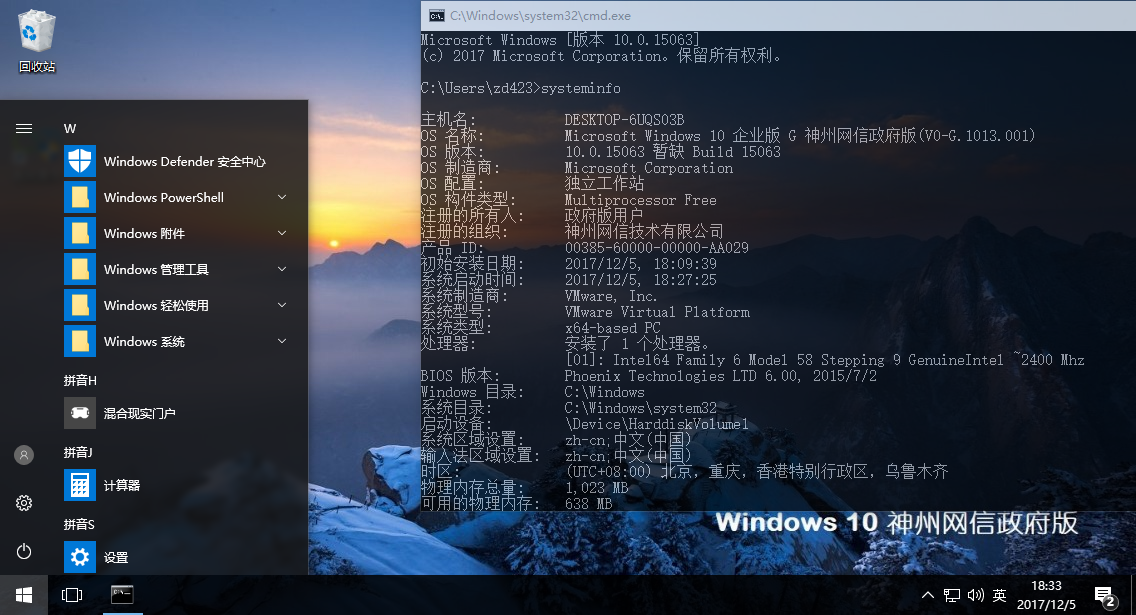 回收站
W
Windows Defender 安全中心
Windows PowerShell
Windows 附件
Windows 管理工具
Windows 轻松使用
Windows 系统
拼音H
混合现实门户
拼音J
计算器
拼音S
设置
C:\Windows\system32\cmd.exe
Microsoft Windows [版本 10.0.15063]
(c) 2017 Microsoft Corporation。保留所有权利。
C:\Users\zd423>systeminfo
主机名: DESKTOP-6UQS03B
OS 名称: Microsoft Windows 10 企业版 G 神州网信政府版(V0-G.1013.001)
OS 版本: 10.0.15063 暂缺 Build 15063
OS 制造商: Microsoft Corporation
OS 配置: 独立工作站
OS 构件类型: Multiprocessor Free
注册的所有人: 政府版用户
注册的组织: 神州网信技术有限公司
产品 ID: 00385-60000-00000-AA029
初始安装日期: 2017/12/5, 18:09:39
系统启动时间: 2017/12/5, 18:27:25
系统制造商: VMware, Inc.
系统型号: VMware Virtual Platform
系统类型: x64-based PC
处理器: 安装了 1 个处理器。
[01]: Intel64 Family 6 Model 58 Stepping 9 GenuineIntel ~2400 Mhz
BIOS 版本: Phoenix Technologies LTD 6.00, 2015/7/2
Windows 目录: C:\Windows
系统目录: C:\Windows\system32
启动设备: \Device\HarddiskVolume1
系统区域设置: zh-cn;中文(中国)
输入法区域设置: zh-cn;中文(中国)
时区: (UTC+08:00) 北京，重庆，香港特别行政区，乌鲁木齐
物理内存总量: 1,023 MB
可用的物理内存: 638 MB
Windows 10 神州网信政府版
英
18:33
2017/12/5
2